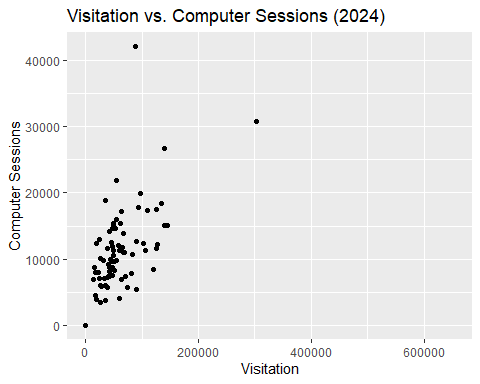 Visitation vs. Computer Sessions (2024)
Computer Sessions
40000
30000
20000
10000
0
0 200000 400000 600000
Visitation